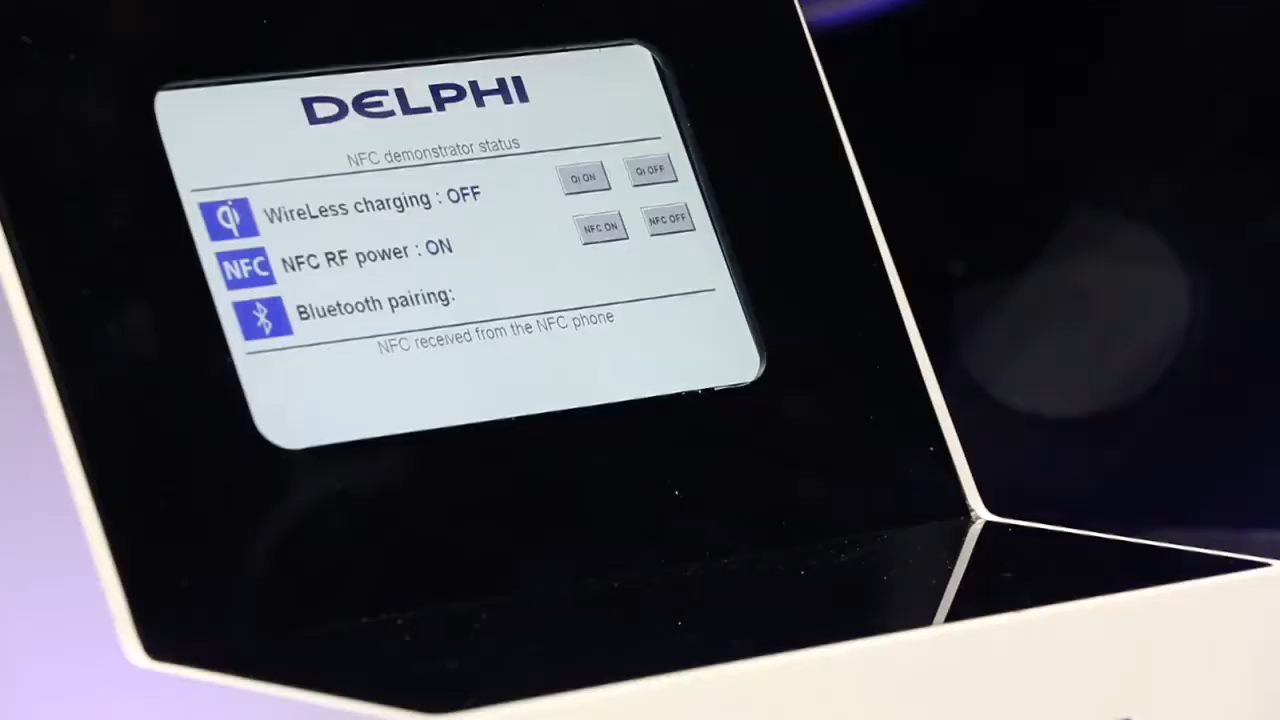 DELPHI
NFC demonstrator status
Qi WireLess charging : OFF Qi ON Qi OFF
NFC NFC RF power : ON NFC ON NFC OFF
Bluetooth pairing:
NFC received from the NFC phone